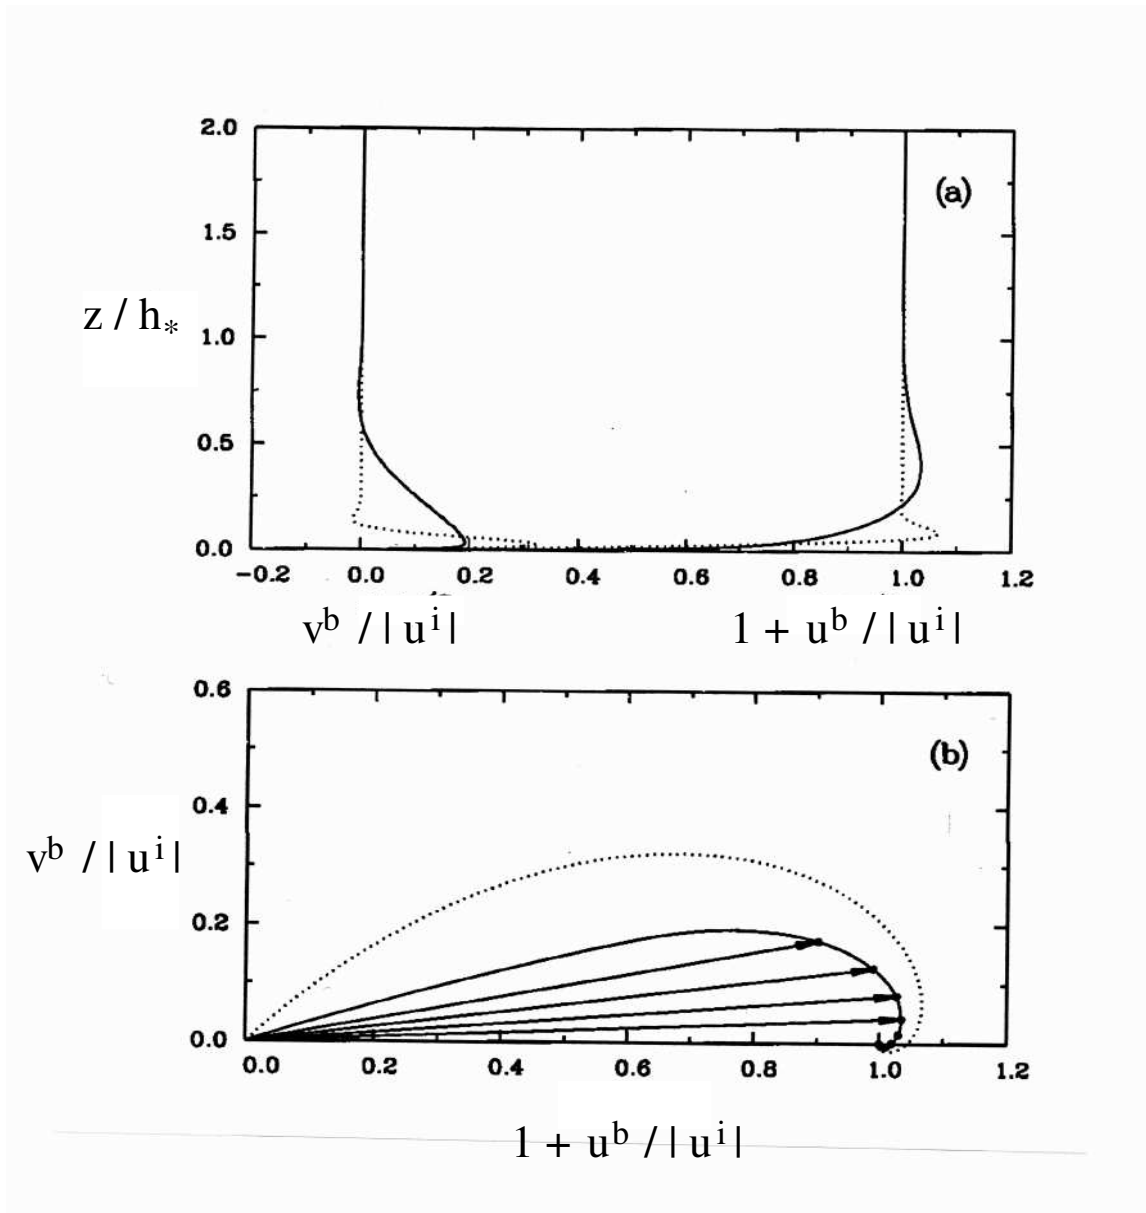 2.0
(a)
1.5
z / h*
1.0
0.5
0.0
-0.2 0.0 0.2 0.4 0.6 0.8 1.0 1.2
v^b / | u^i | 1 + u^b / | u^i |
0.6
(b)
0.4
v^b / | u^i |
0.2
0.0
0.0 0.2 0.4 0.6 0.8 1.0 1.2
1 + u^b / | u^i |